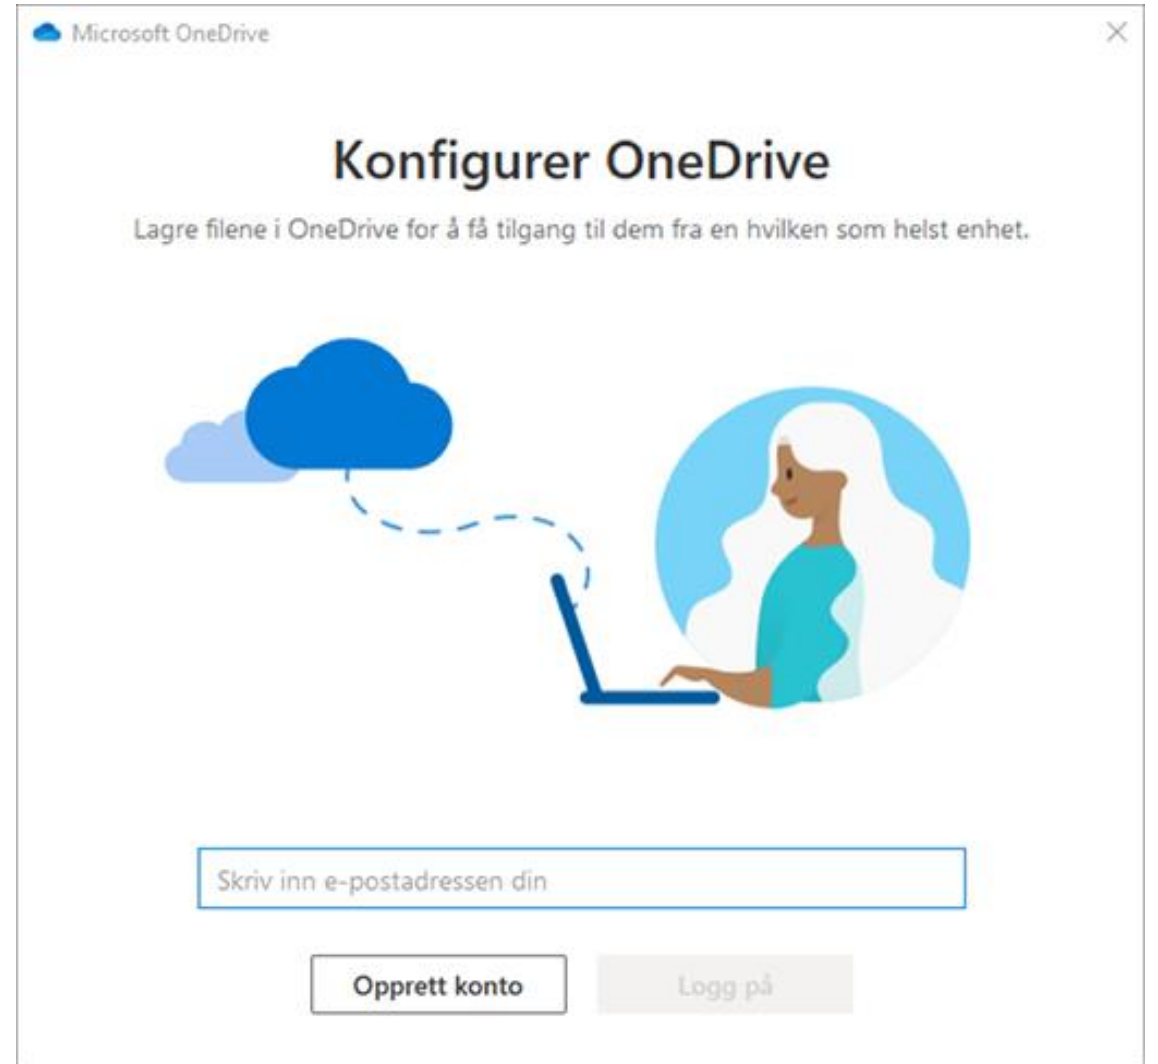 Microsoft OneDrive
Konfigurer OneDrive
Lagre filene i OneDrive for å få tilgang til dem fra en hvilken som helst enhet.
Skriv inn e-postadressen din
Opprett konto
Logg på